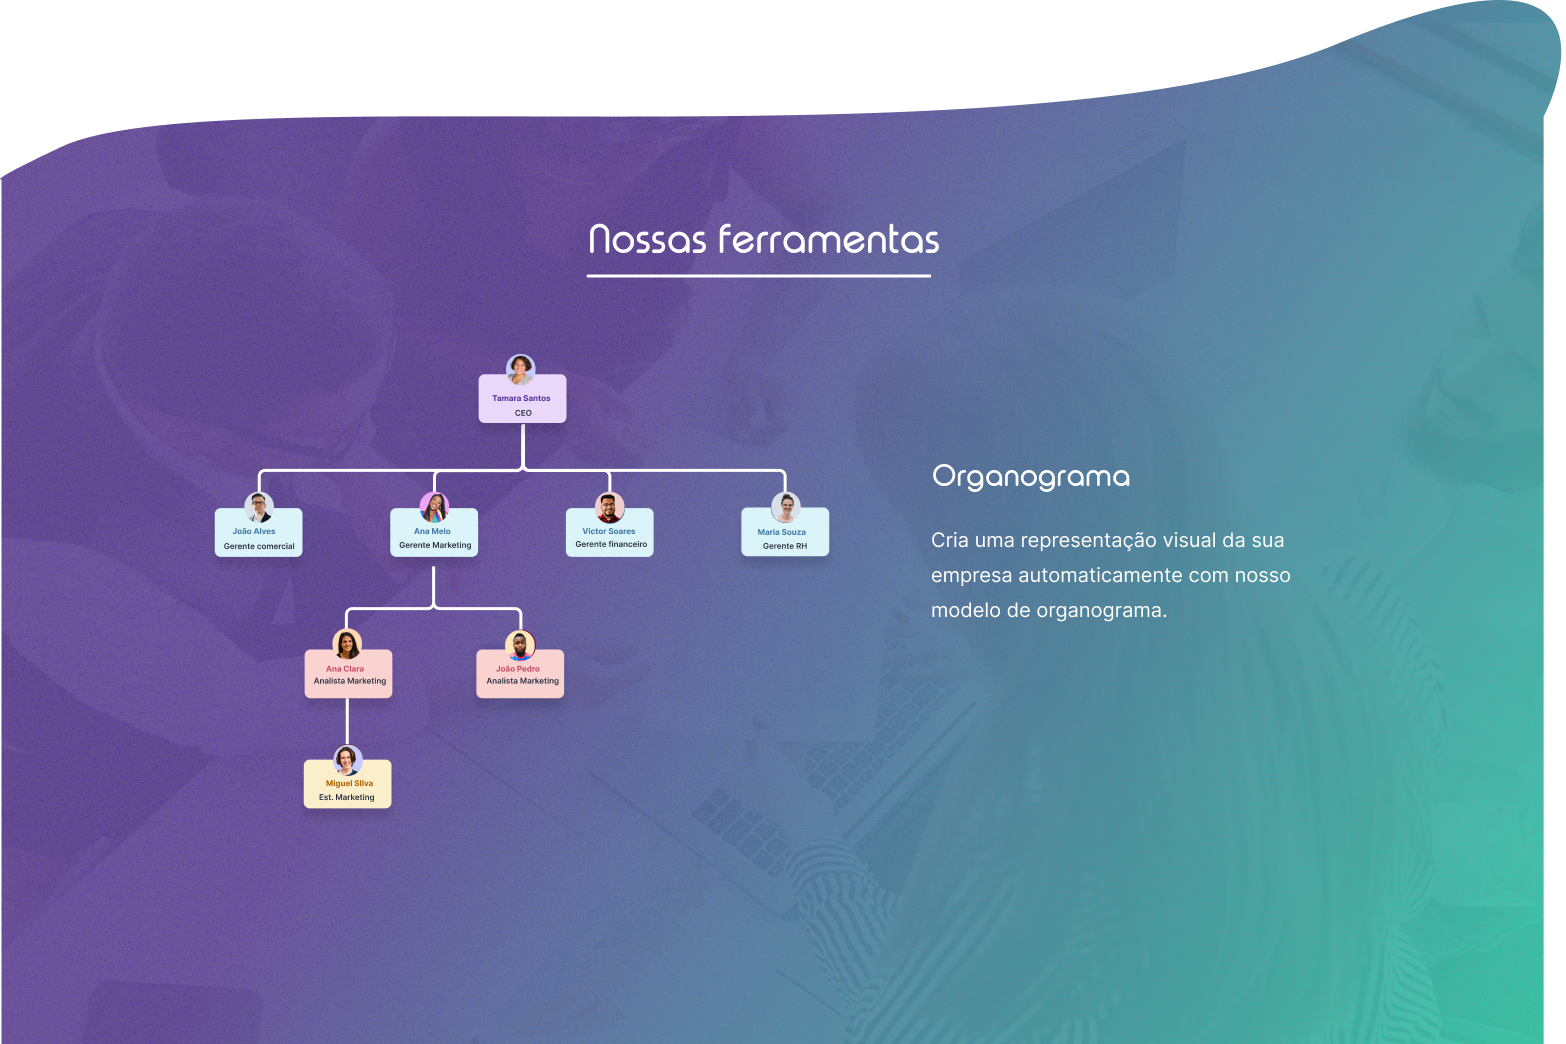 Nossas ferramentas
Tamara Santos
CEO
João Alves
Gerente comercial
Ana Melo
Gerente Marketing
Victor Soares
Gerente financeiro
Maria Souza
Gerente RH
Organograma
Cria uma representação visual da sua
empresa automaticamente com nosso
modelo de organograma.
Ana Clara
Analista Marketing
João Pedro
Analista Marketing
Miguel SIlva
Est. Marketing